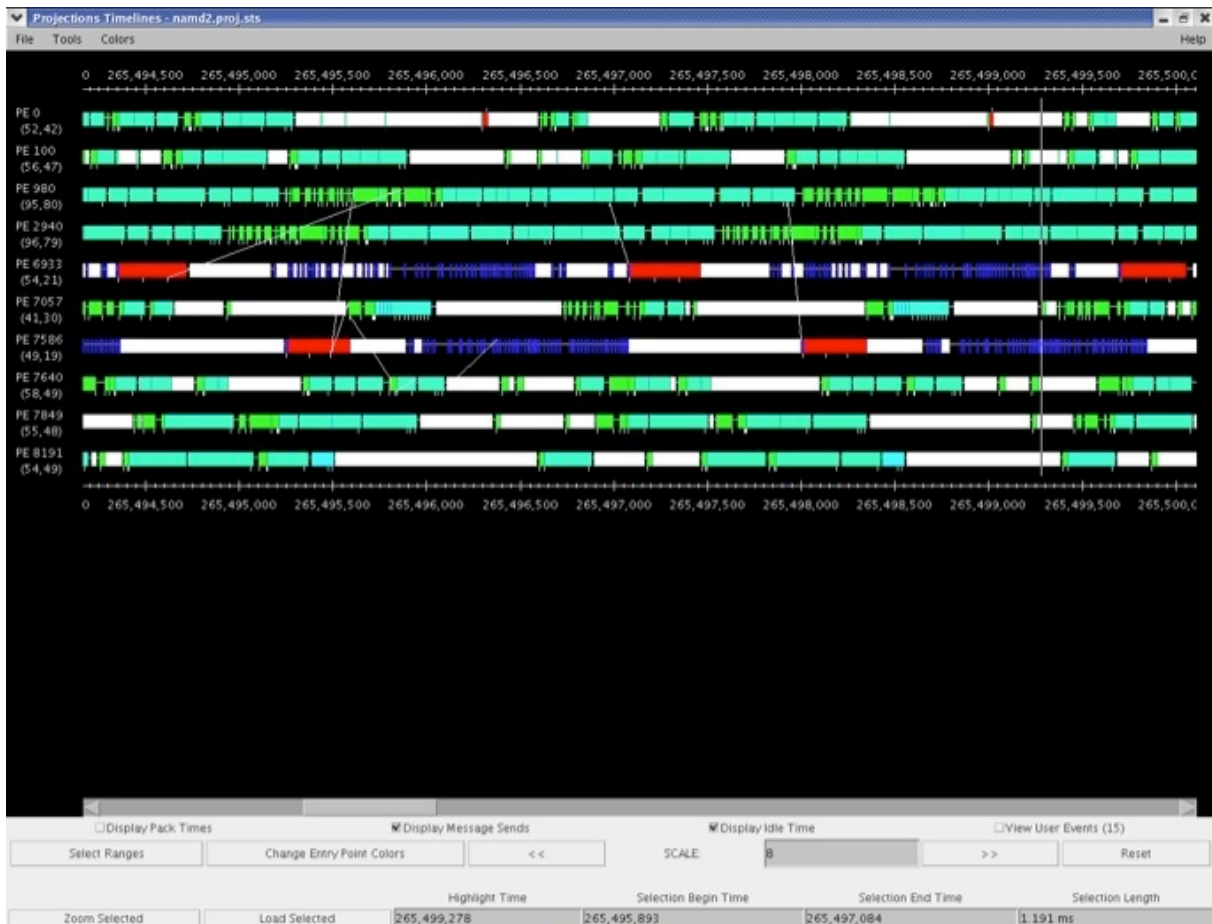 Projections Timelines - namd2.proj.sts
File Tools Colors Help
0 265,494,500 265,495,000 265,495,500 265,496,000 265,496,500 265,497,000 265,497,500 265,498,000 265,498,500 265,499,000 265,499,500 265,500,0
PE 0
(52,42)
PE 100
(56,47)
PE 980
(95,80)
PE 2940
(96,79)
PE 6933
(54,21)
PE 7057
(41,30)
PE 7586
(49,19)
PE 7640
(58,49)
PE 7849
(55,48)
PE 8191
(54,49)
0 265,494,500 265,495,000 265,495,500 265,496,000 265,496,500 265,497,000 265,497,500 265,498,000 265,498,500 265,499,000 265,499,500 265,500,0
Display Pack Times Display Message Sends Display Idle Time View User Events (15)
Select Ranges Change Entry Point Colors << SCALE: 8 >> Reset
Highlight Time Selection Begin Time Selection End Time Selection Length
Zoom Selected Load Selected 265,499,278 265,495,893 265,497,084 1.191 ms